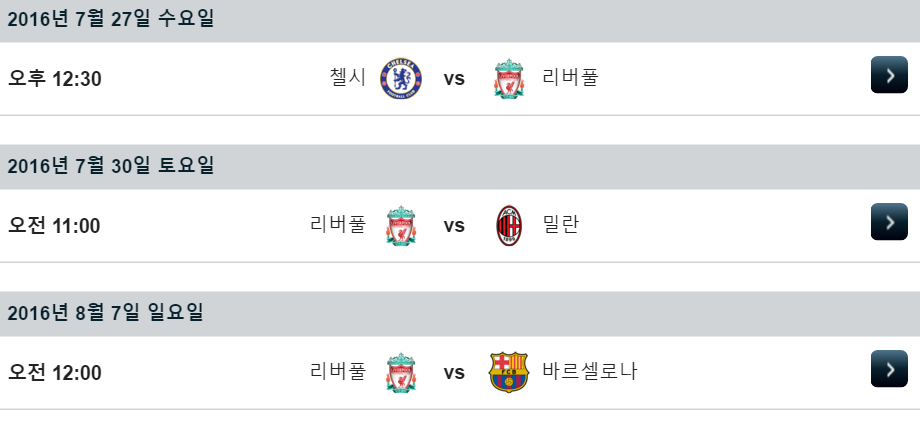 2016년 7월 27일 수요일
오후 12:30 첼시 vs 리버풀
2016년 7월 30일 토요일
오전 11:00 리버풀 vs 밀란
2016년 8월 7일 일요일
오전 12:00 리버풀 vs 바르셀로나